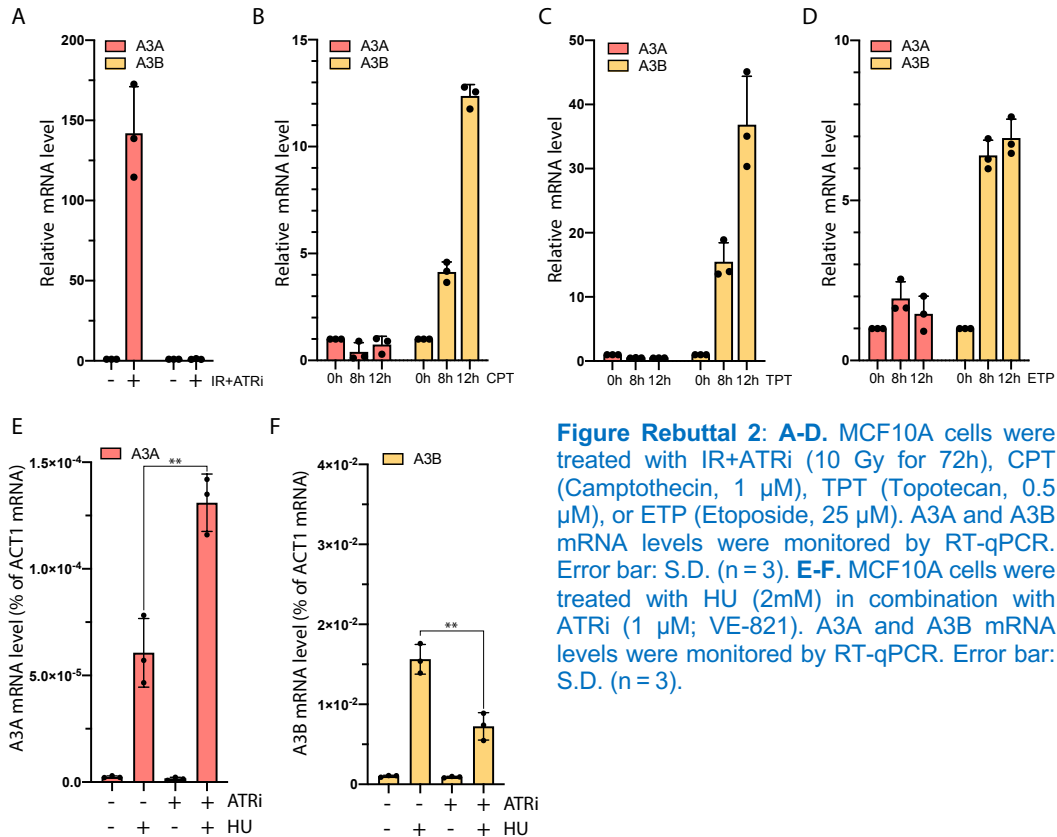 A
A3A
A3B
Relative mRNA level
200
150
100
50
0
- + - + IR+ATRi
B
A3A
A3B
Relative mRNA level
15
10
5
0
0h 8h 12h 0h 8h 12h CPT
C
A3A
A3B
Relative mRNA level
50
40
30
20
10
0
0h 8h 12h 0h 8h 12h TPT
D
A3A
A3B
Relative mRNA level
10
5
0
0h 8h 12h 0h 8h 12h ETP
E
A3A
**
A3A mRNA level (% of ACT1 mRNA)
1.5×10⁻⁴
1.0×10⁻⁴
5.0×10⁻⁵
0.0
- - + + ATRi
- + - + HU
F
A3B
**
A3B mRNA level (% of ACT1 mRNA)
4×10⁻²
3×10⁻²
2×10⁻²
1×10⁻²
0
- - + + ATRi
- + - + HU
Figure Rebuttal 2: A-D. MCF10A cells were
treated with IR+ATRi (10 Gy for 72h), CPT
(Camptothecin, 1 µM), TPT (Topotecan, 0.5
µM), or ETP (Etoposide, 25 µM). A3A and A3B
mRNA levels were monitored by RT-qPCR.
Error bar: S.D. (n = 3). E-F. MCF10A cells were
treated with HU (2mM) in combination with
ATRi (1 µM; VE-821). A3A and A3B mRNA
levels were monitored by RT-qPCR. Error bar:
S.D. (n = 3).